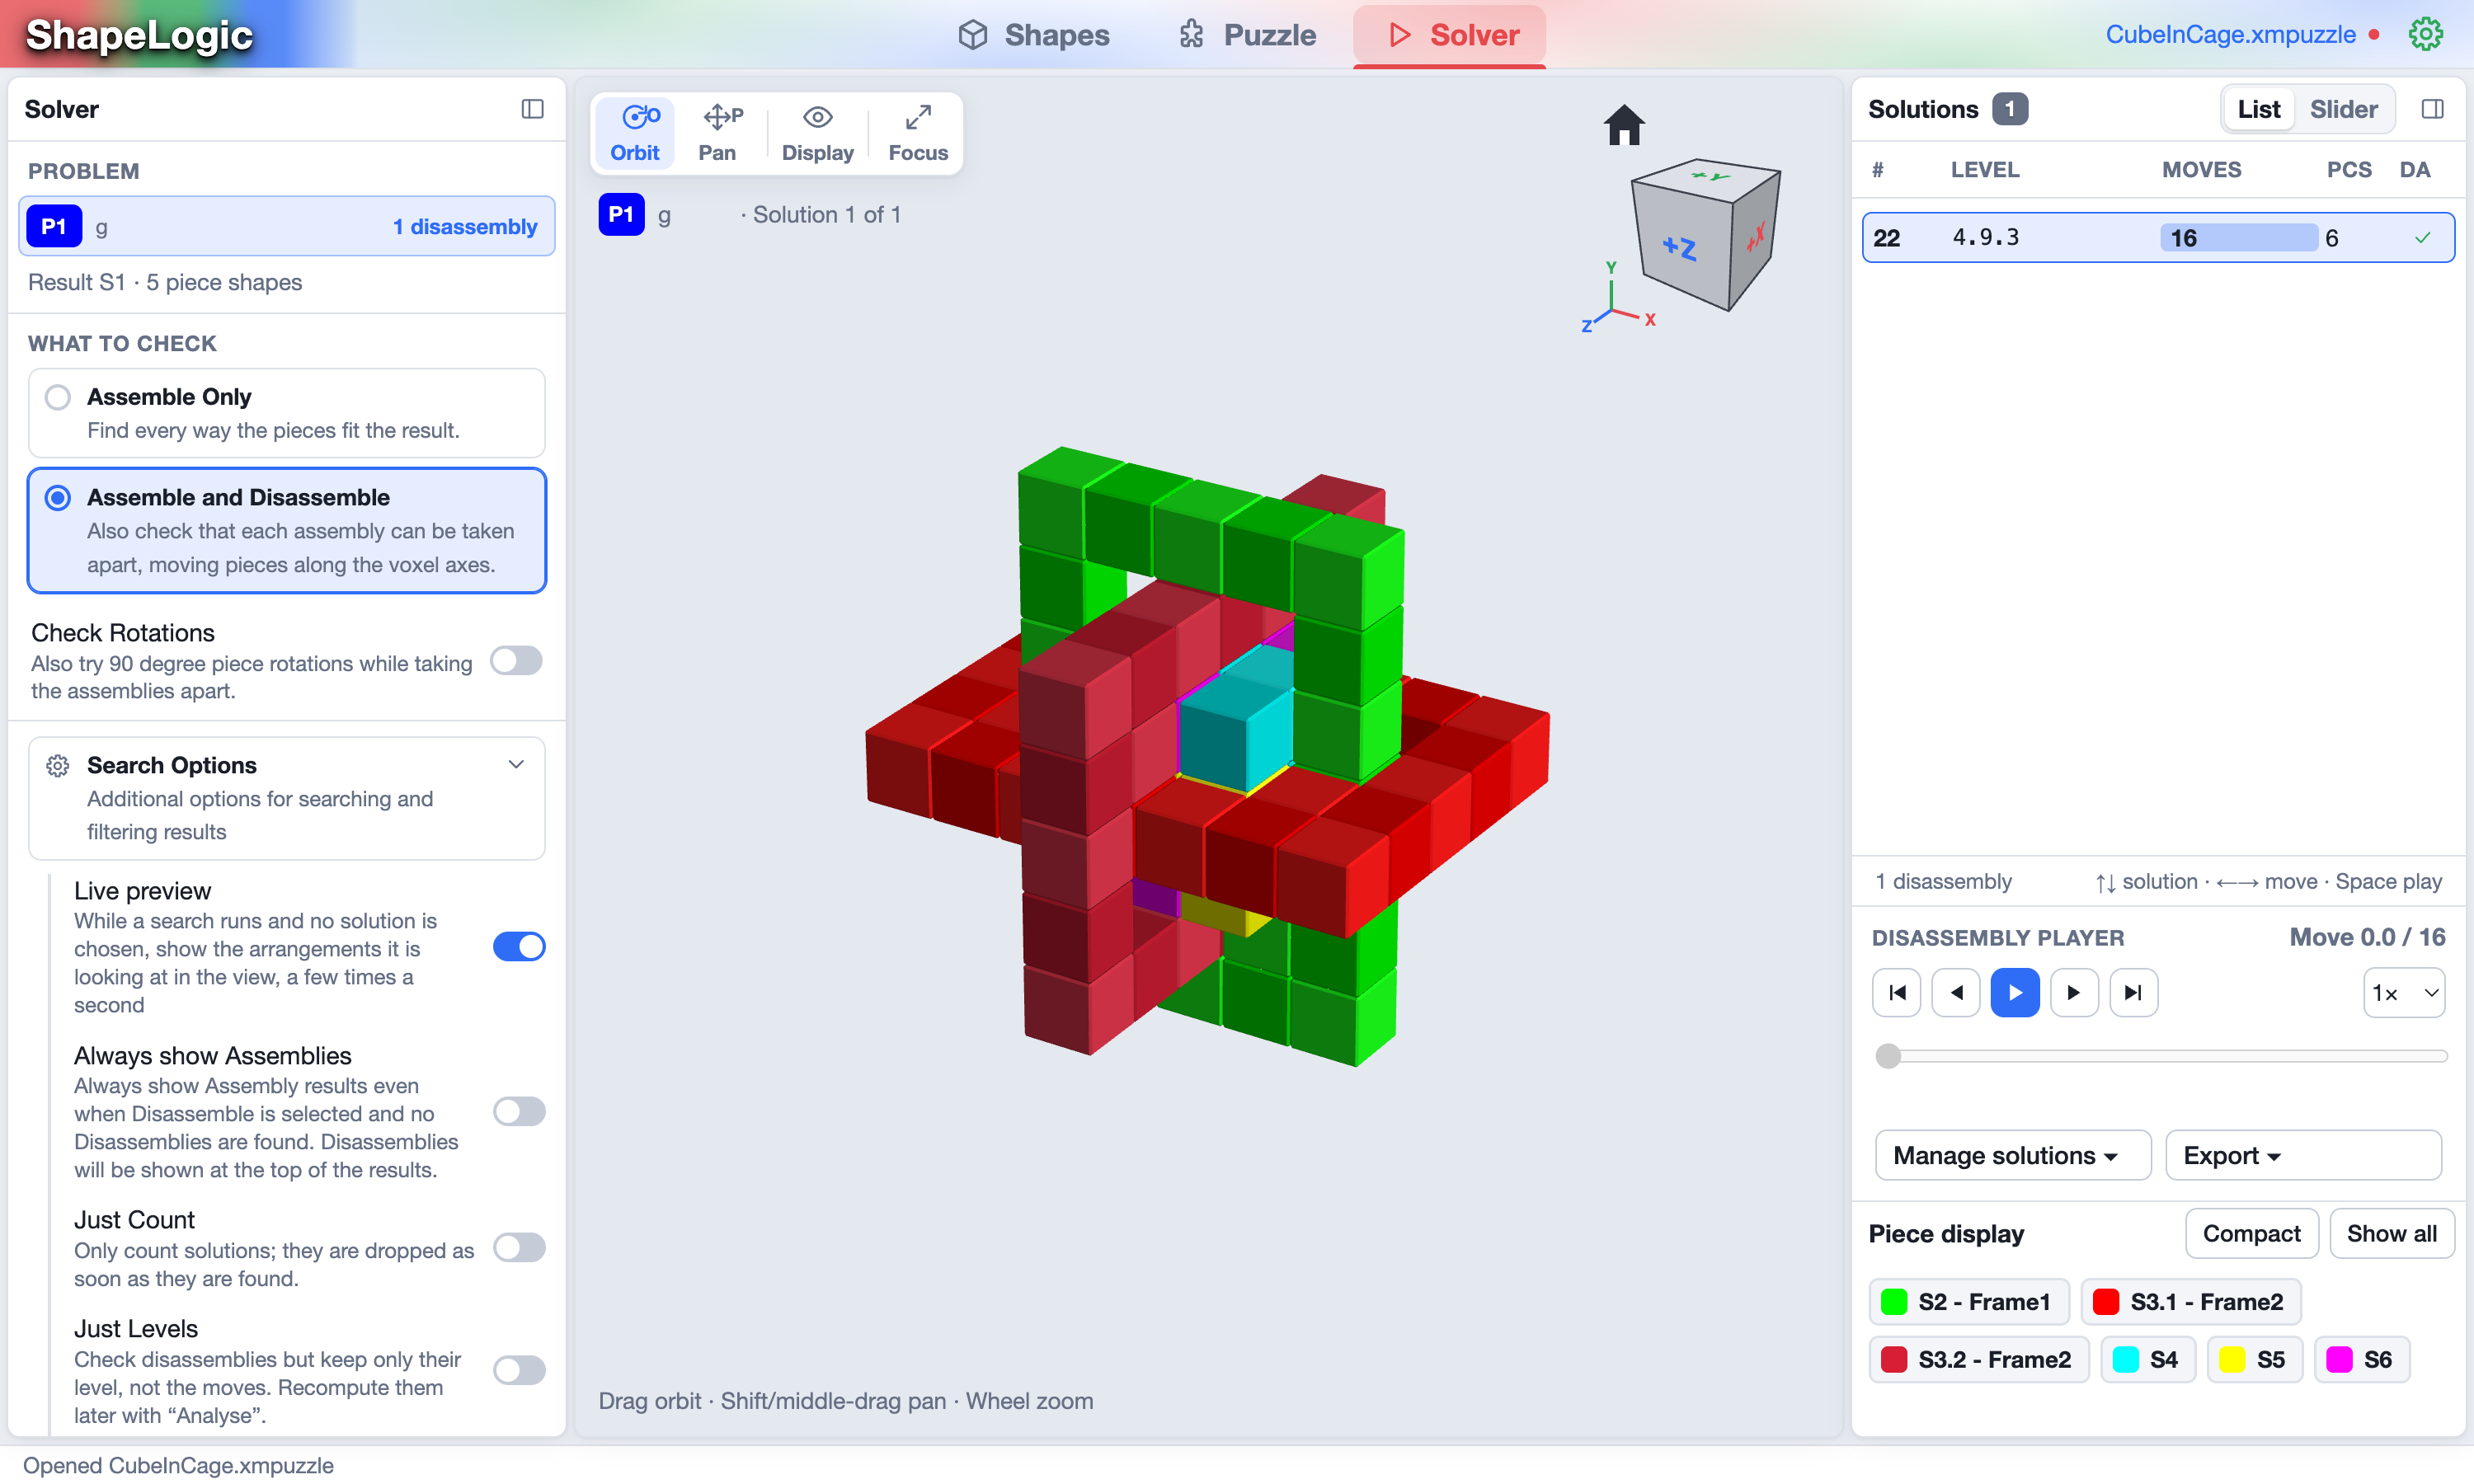 ShapeLogic
Shapes
Puzzle
Solver
CubeInCage.xmpuzzle
Solver
PROBLEM
P1 g 1 disassembly
Result S1 · 5 piece shapes
WHAT TO CHECK
Assemble Only
Find every way the pieces fit the result.
Assemble and Disassemble
Also check that each assembly can be taken
apart, moving pieces along the voxel axes.
Check Rotations
Also try 90 degree piece rotations while taking
the assemblies apart.
Search Options
Additional options for searching and
filtering results
Live preview
While a search runs and no solution is
chosen, show the arrangements it is
looking at in the view, a few times a
second
Always show Assemblies
Always show Assembly results even
when Disassemble is selected and no
Disassemblies are found. Disassemblies
will be shown at the top of the results.
Just Count
Only count solutions; they are dropped as
soon as they are found.
Just Levels
Check disassemblies but keep only their
level, not the moves. Recompute them
later with “Analyse”.
Opened CubeInCage.xmpuzzle
O P
Orbit Pan Display Focus
P1 g · Solution 1 of 1
+Y
+Z +X
Y
Z X
Drag orbit · Shift/middle-drag pan · Wheel zoom
Solutions 1 List Slider
# LEVEL MOVES PCS DA
22 4.9.3 16 6
1 disassembly ↑↓ solution · ←→ move · Space play
DISASSEMBLY PLAYER Move 0.0 / 16
1×
Manage solutions Export
Piece display Compact Show all
S2 - Frame1 S3.1 - Frame2
S3.2 - Frame2 S4 S5 S6